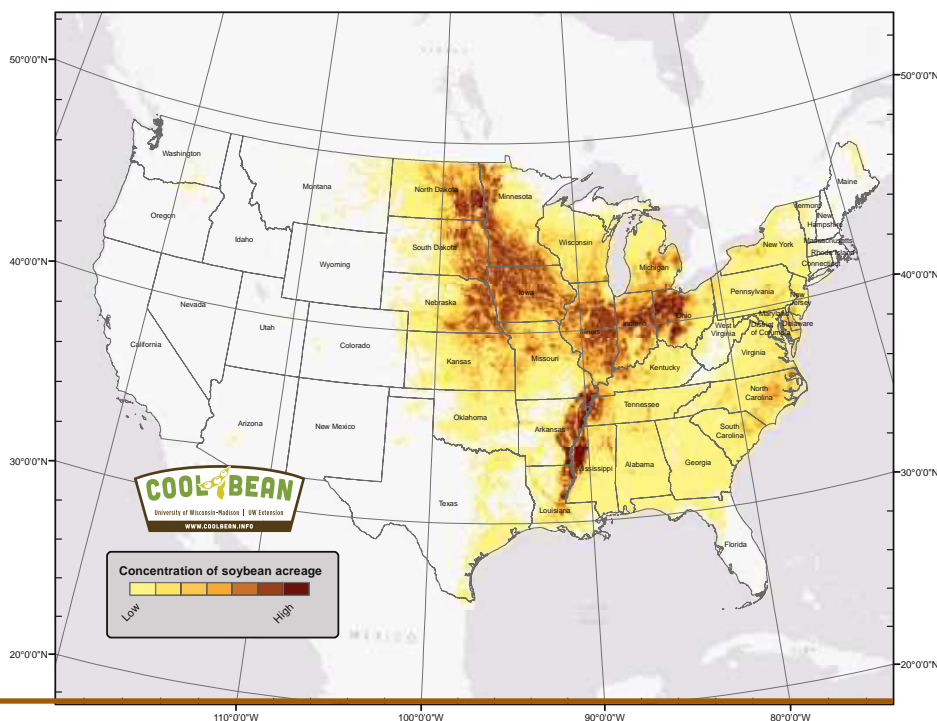 50°0'0"N
50°0'0"N
40°0'0"N
40°0'0"N
30°0'0"N
30°0'0"N
20°0'0"N
20°0'0"N
110°0'0"W
100°0'0"W
90°0'0"W
80°0'0"W
Washington
Montana
North Dakota
Minnesota
Maine
Oregon
Idaho
South Dakota
Wisconsin
Michigan
Vermont
New
Hampshire
New York
Massachusetts
Rhode Island
Connecticut
Wyoming
Iowa
Nebraska
Pennsylvania
New
Jersey
Nevada
Utah
Illinois
Indiana
Ohio
Maryland
Delaware
District
of Columbia
West
Virginia
California
Colorado
Kansas
Missouri
Kentucky
Virginia
North
Carolina
Tennessee
Arizona
New Mexico
Oklahoma
Arkansas
South
Carolina
Mississippi
Alabama
Georgia
Texas
Louisiana
Florida
MEXICO
COOL BEAN
University of Wisconsin-Madison | UW Extension
WWW.COOLBEAN.INFO
Concentration of soybean acreage
Low
High